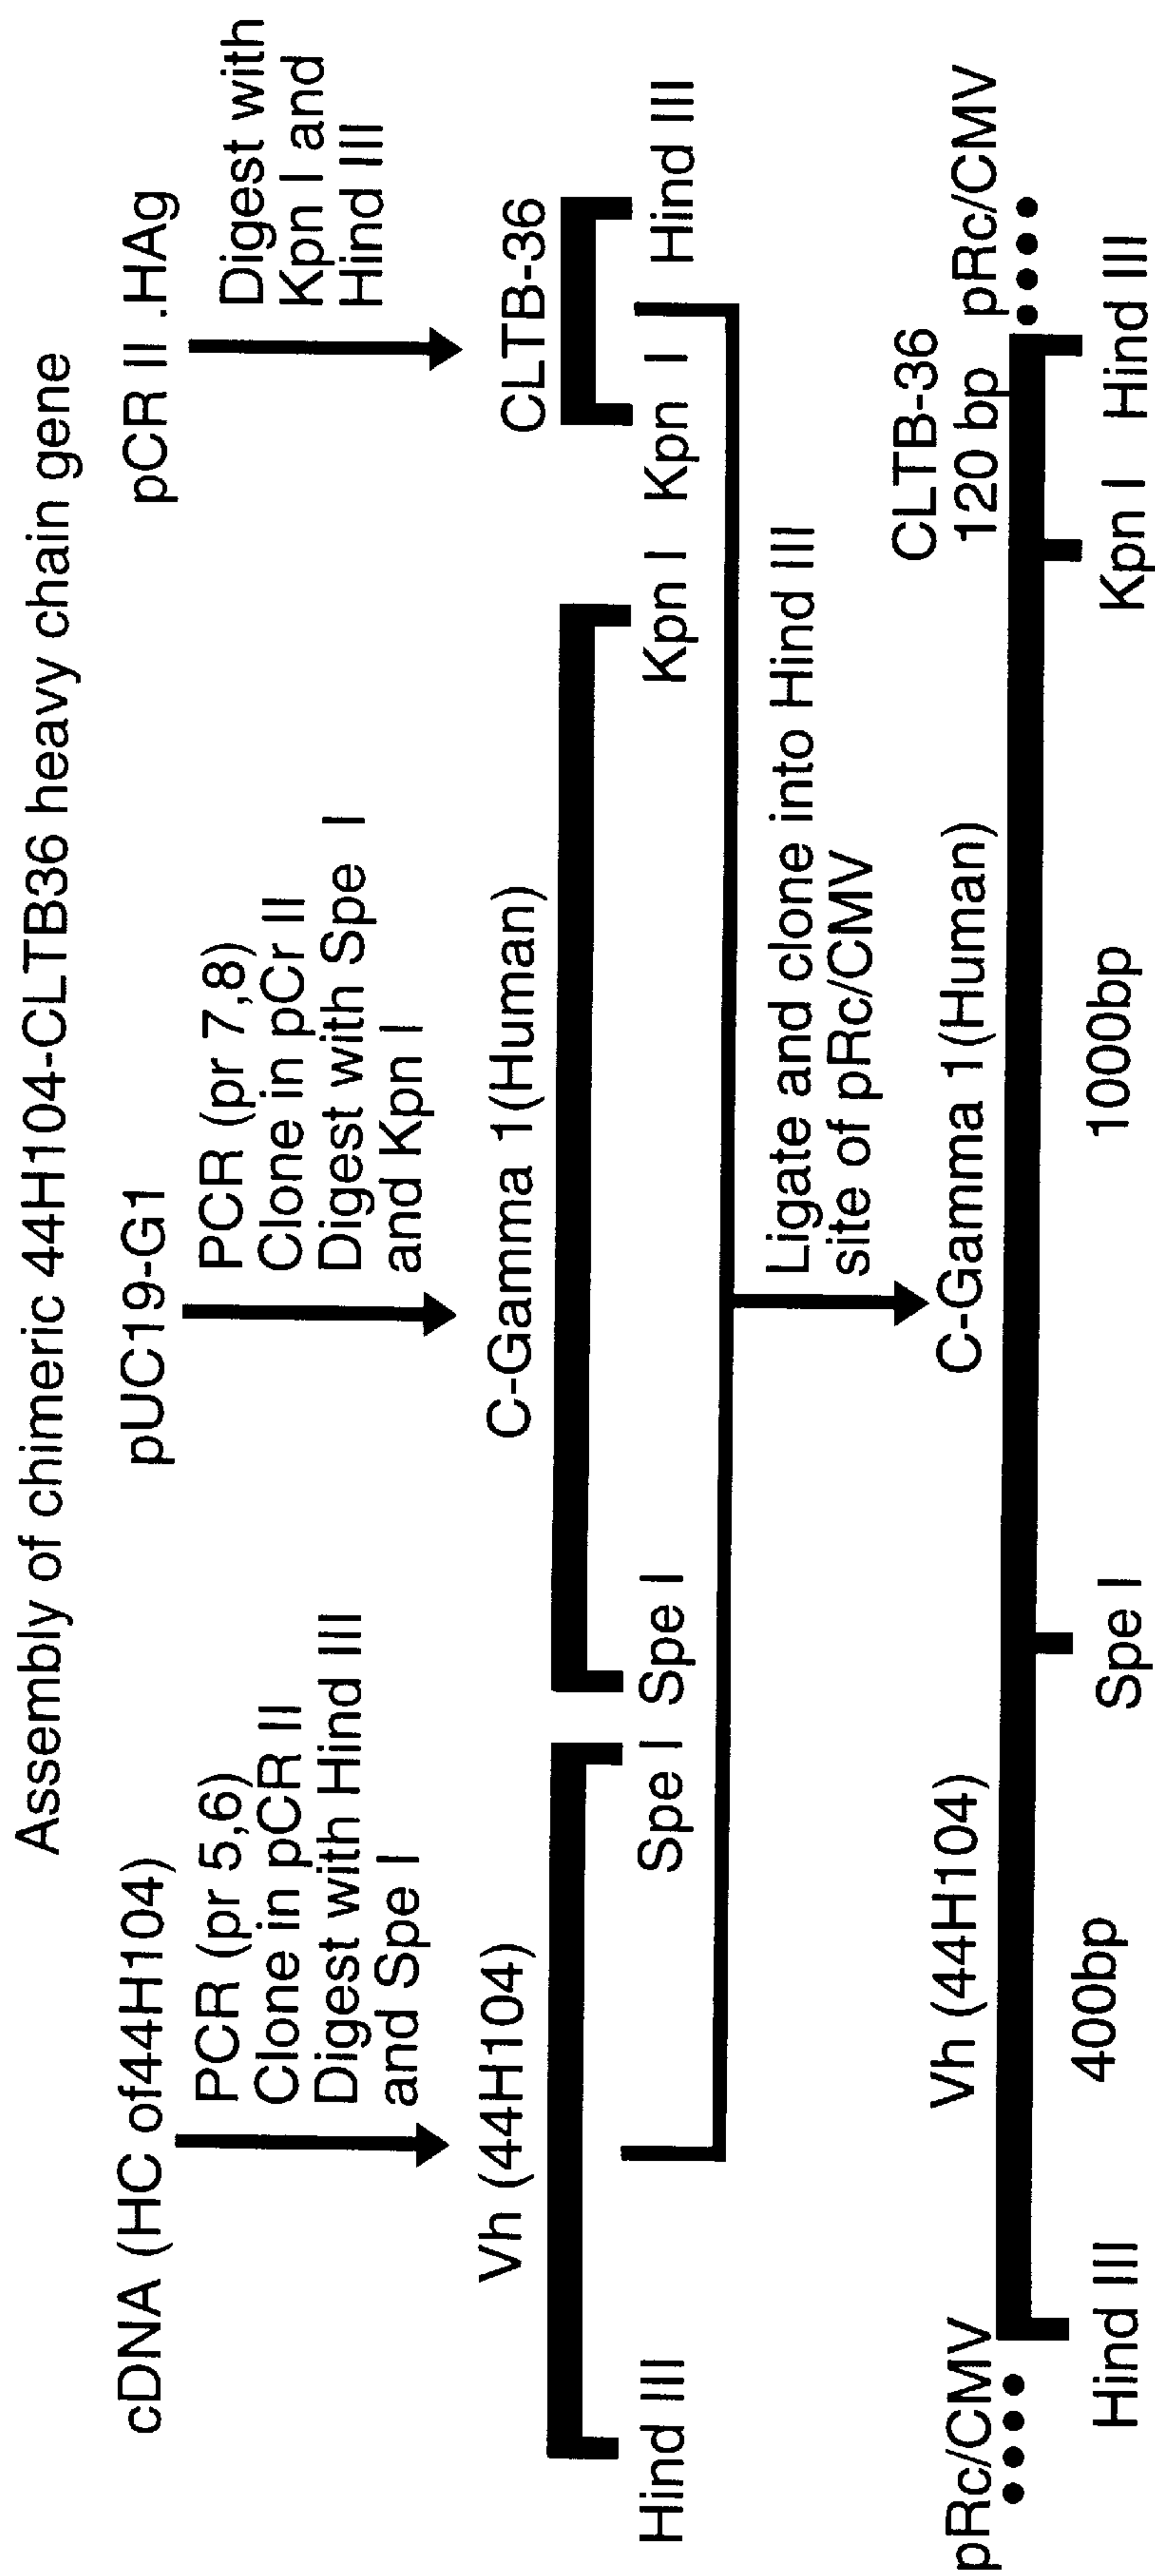 Assembly of chimeric 44H104-CLTB36 heavy chain gene
cDNA (HC of44H104)
PCR (pr 5,6)
Clone in pCR II
Digest with Hind III
and Spe I
pUC19-G1
PCR (pr 7,8)
Clone in pCr II
Digest with Spe I
and Kpn I
pCR II .HAg
Digest with
Kpn I and
Hind III
Vh (44H104)
C-Gamma 1(Human)
CLTB-36
Hind III
Spe I
Spe I
Kpn I
Kpn I
Hind III
Ligate and clone into Hind III
site of pRc/CMV
pRc/CMV
Vh (44H104)
C-Gamma 1(Human)
CLTB-36
120 bp
pRc/CMV
Hind III
400bp
Spe I
1000bp
Kpn I
Hind III